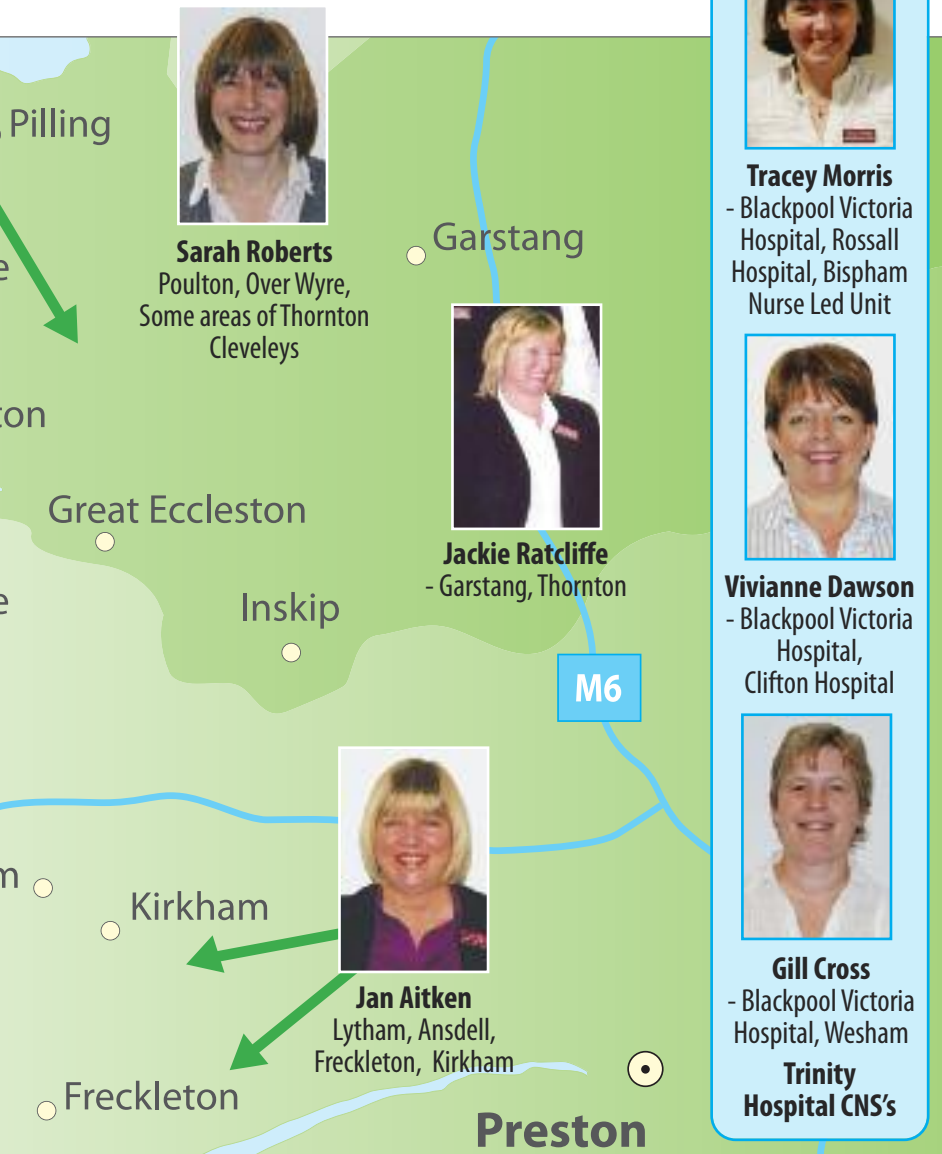 Pilling
Sarah Roberts
Poulton, Over Wyre,
Some areas of Thornton
Cleveleys
Garstang
Great Eccleston
Jackie Ratcliffe
- Garstang, Thornton
Inskip
M6
Kirkham
Jan Aitken
Lytham, Ansdell,
Freckleton, Kirkham
Freckleton
Preston
Tracey Morris
- Blackpool Victoria
Hospital, Rossall
Hospital, Bispham
Nurse Led Unit
Vivianne Dawson
- Blackpool Victoria
Hospital,
Clifton Hospital
Gill Cross
- Blackpool Victoria
Hospital, Wesham
Trinity
Hospital CNS's